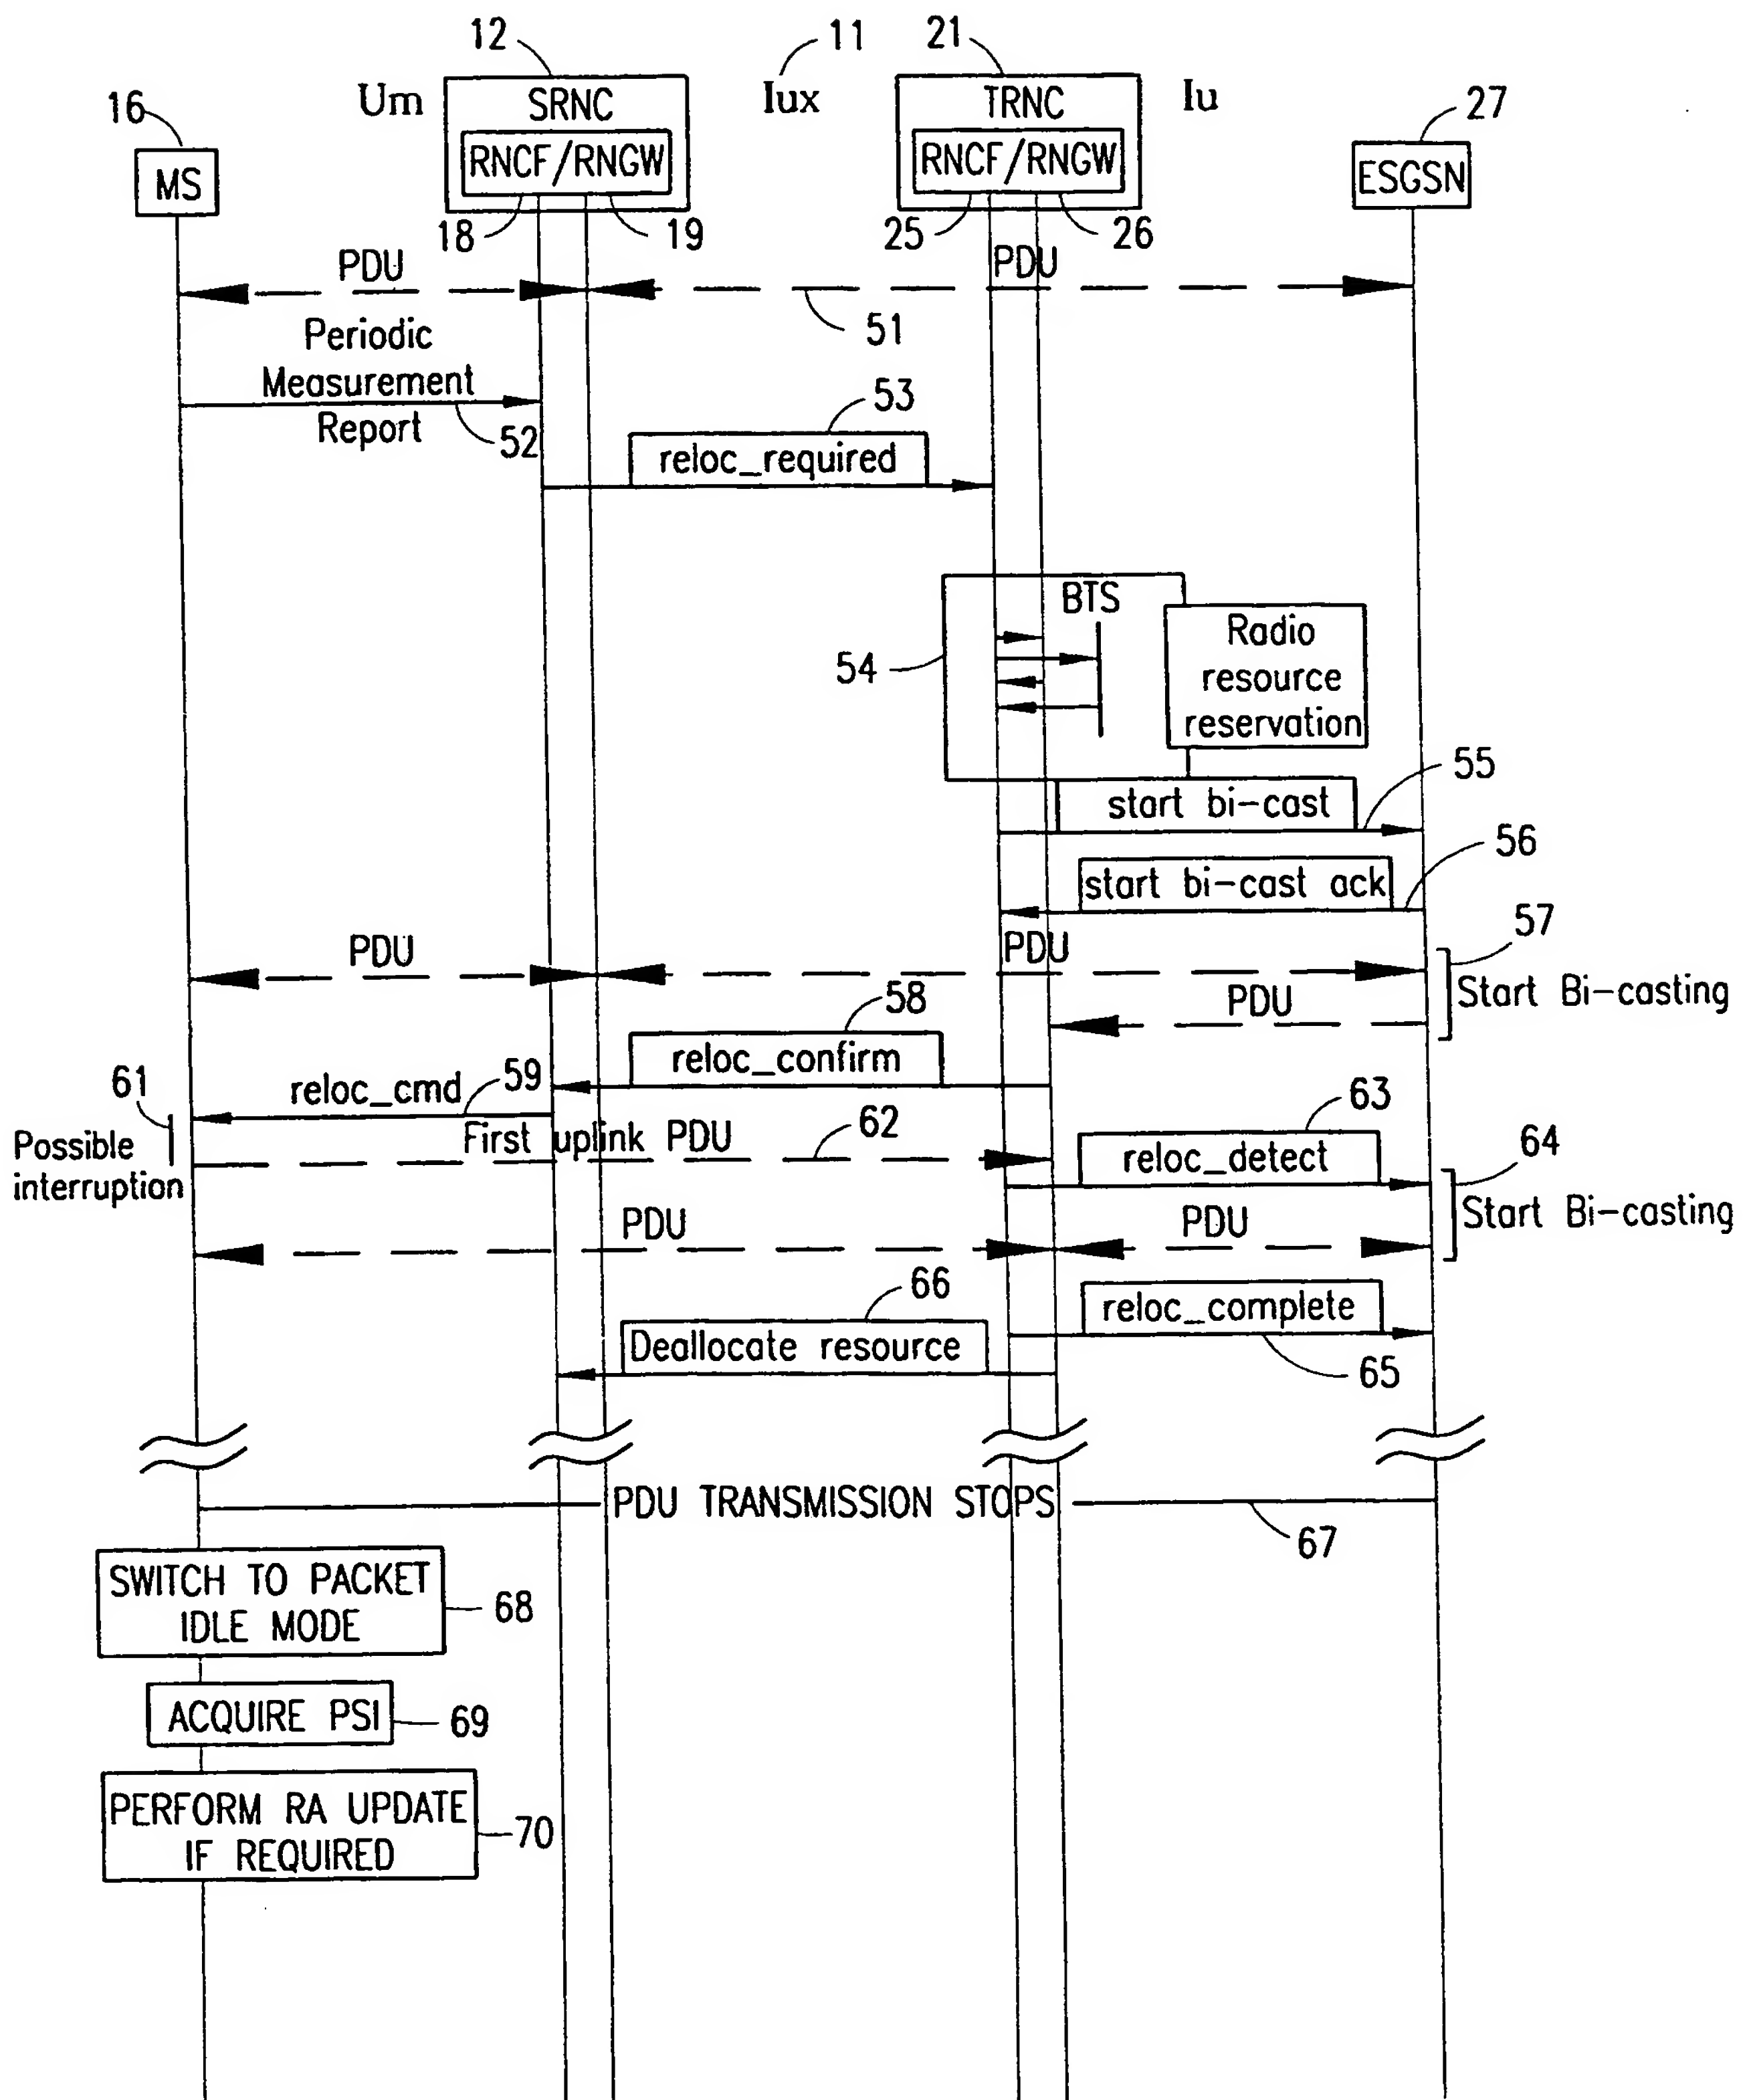 12
11
21
Um
SRNC
Iux
TRNC
Iu
27
16
MS
RNCF/RNGW
RNCF/RNGW
ESGSN
18
19
25
26
PDU
PDU
51
Periodic
Measurement
Report
52
53
reloc_required
BTS
54
Radio
resource
reservation
55
start bi-cast
56
start bi-cast ack
57
PDU
PDU
Start Bi-casting
PDU
58
reloc_confirm
61
reloc_cmd
59
63
Possible
interruption
First uplink PDU
62
reloc_detect
64
Start Bi-casting
PDU
PDU
66
reloc_complete
Deallocate resource
65
PDU TRANSMISSION STOPS
67
SWITCH TO PACKET
IDLE MODE
68
ACQUIRE PSI
69
PERFORM RA UPDATE
IF REQUIRED
70